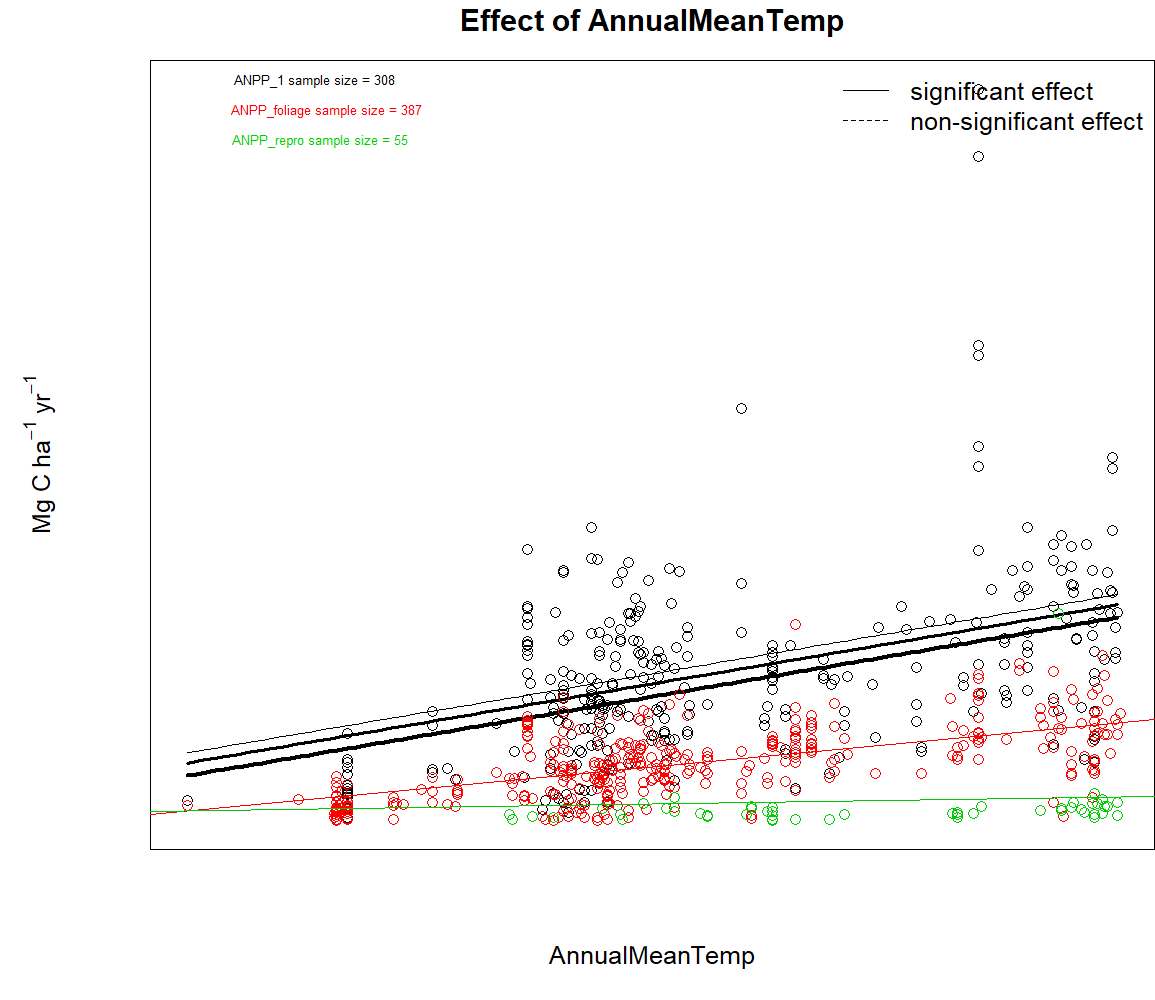 Effect of AnnualMeanTemp
ANPP_1 sample size = 308
ANPP_foliage sample size = 387
ANPP_repro sample size = 55
significant effect
non-significant effect
Mg C ha⁻¹ yr⁻¹
AnnualMeanTemp